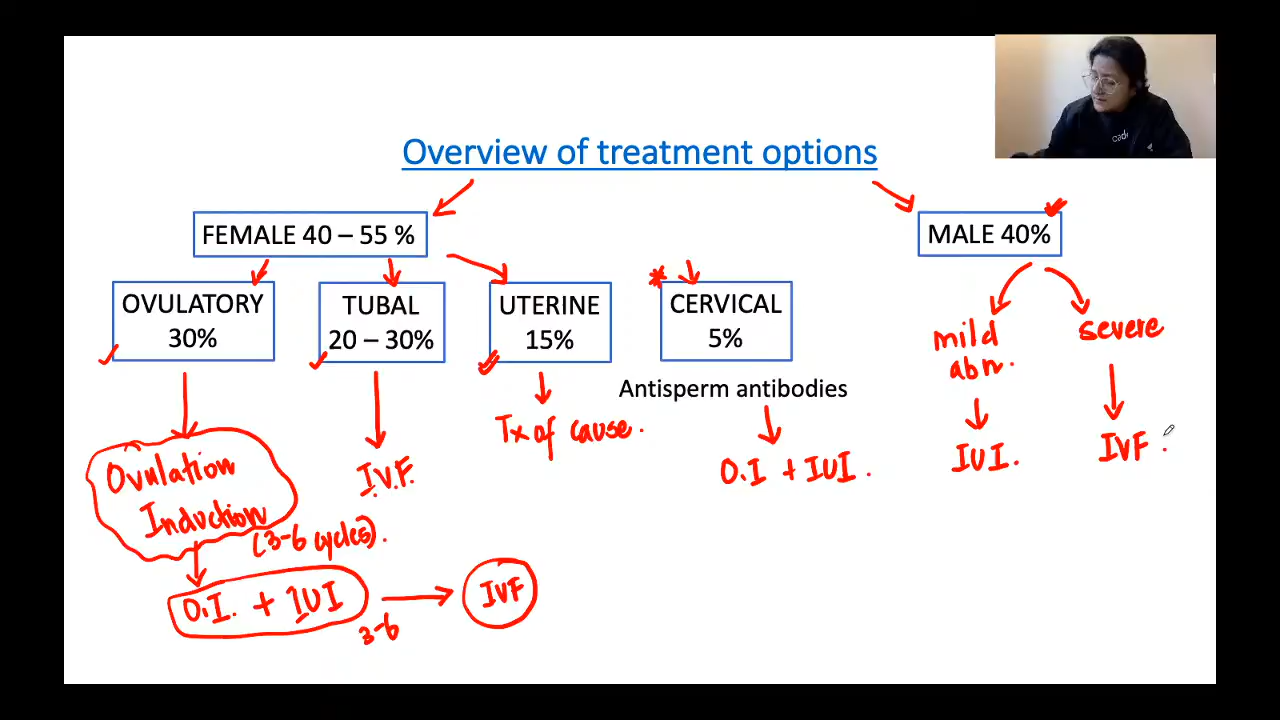 Overview of treatment options
FEMALE 40 – 55 %
MALE 40%
OVULATORY
30%
TUBAL
20 – 30%
UTERINE
15%
CERVICAL
5%
Antisperm antibodies
mild
abn.
severe
Ovulation
Induction
(3-6 cycles).
I.V.F.
Tx of cause.
O.I + IUI.
IUI.
IVF.
O.I. + IUI
3-6
IVF